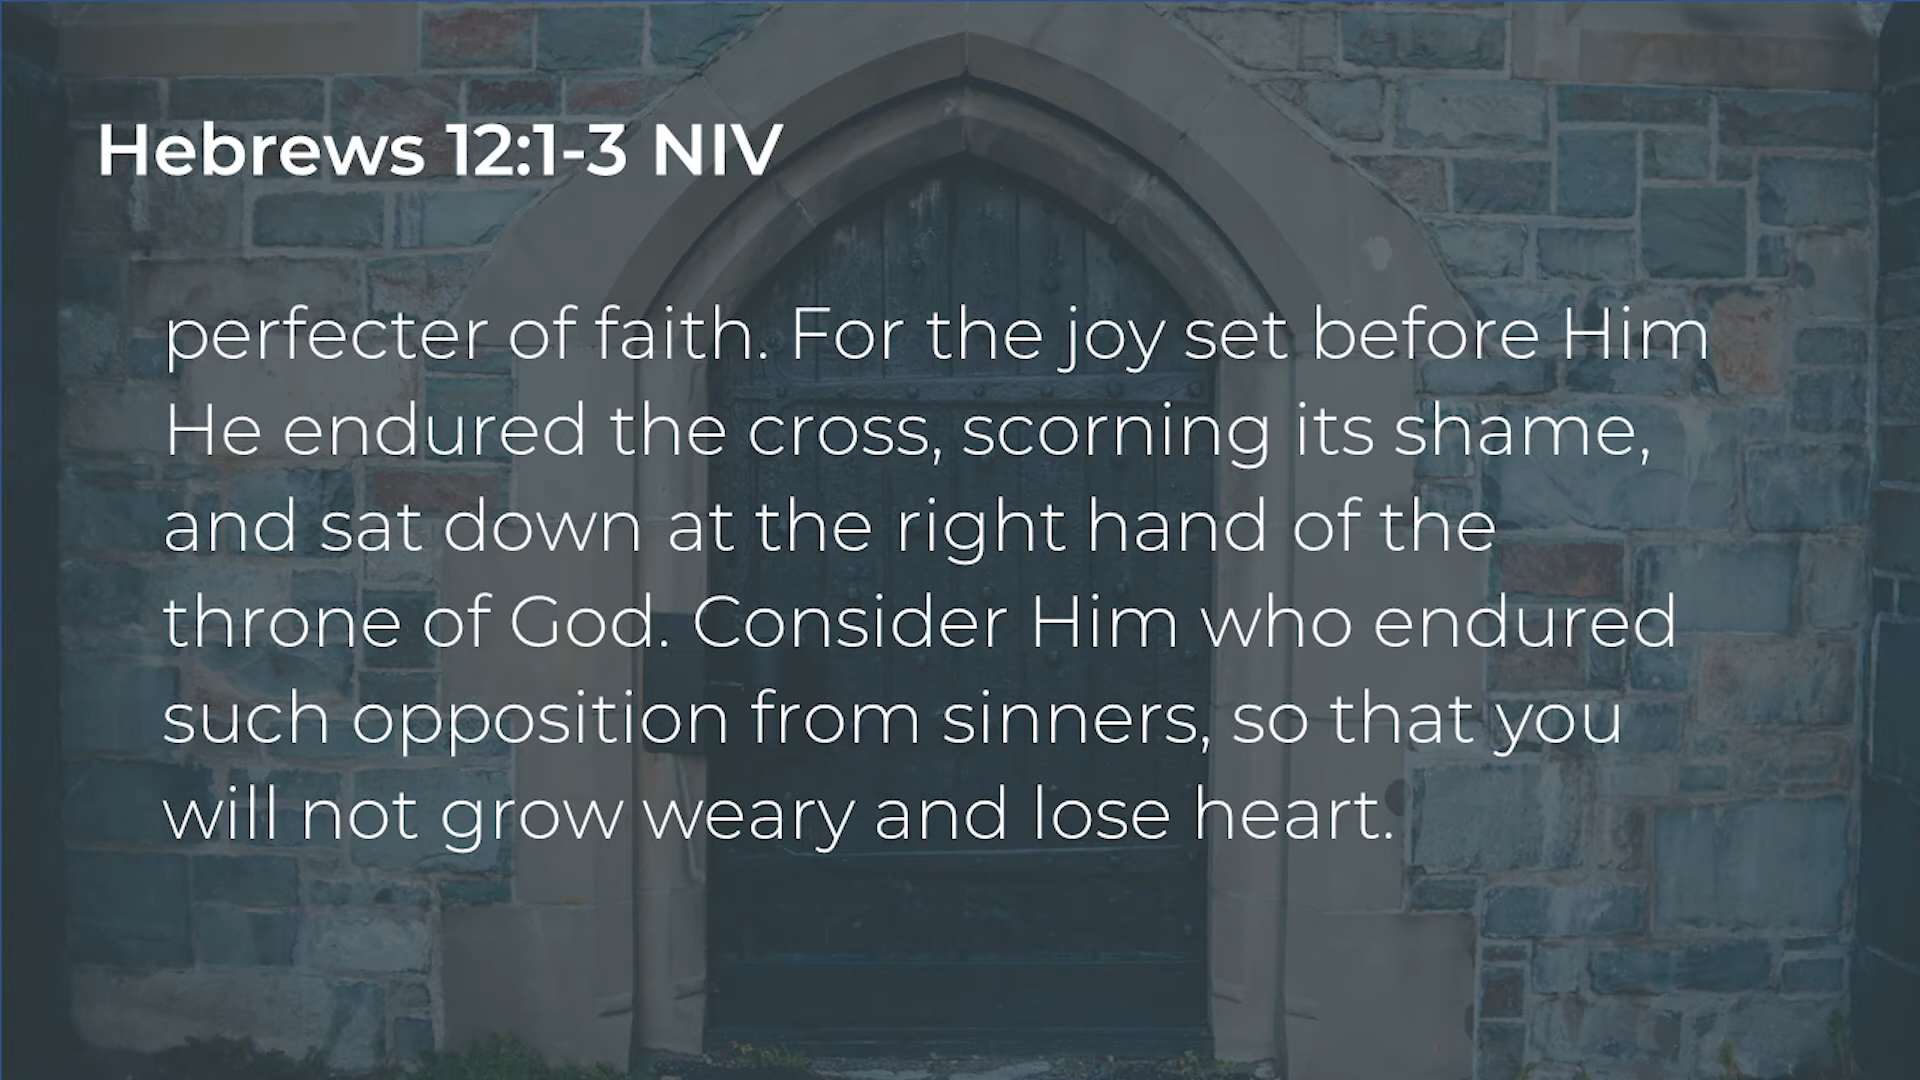 Hebrews 12:1-3 NIV
perfecter of faith. For the joy set before Him
He endured the cross, scorning its shame,
and sat down at the right hand of the
throne of God. Consider Him who endured
such opposition from sinners, so that you
will not grow weary and lose heart.